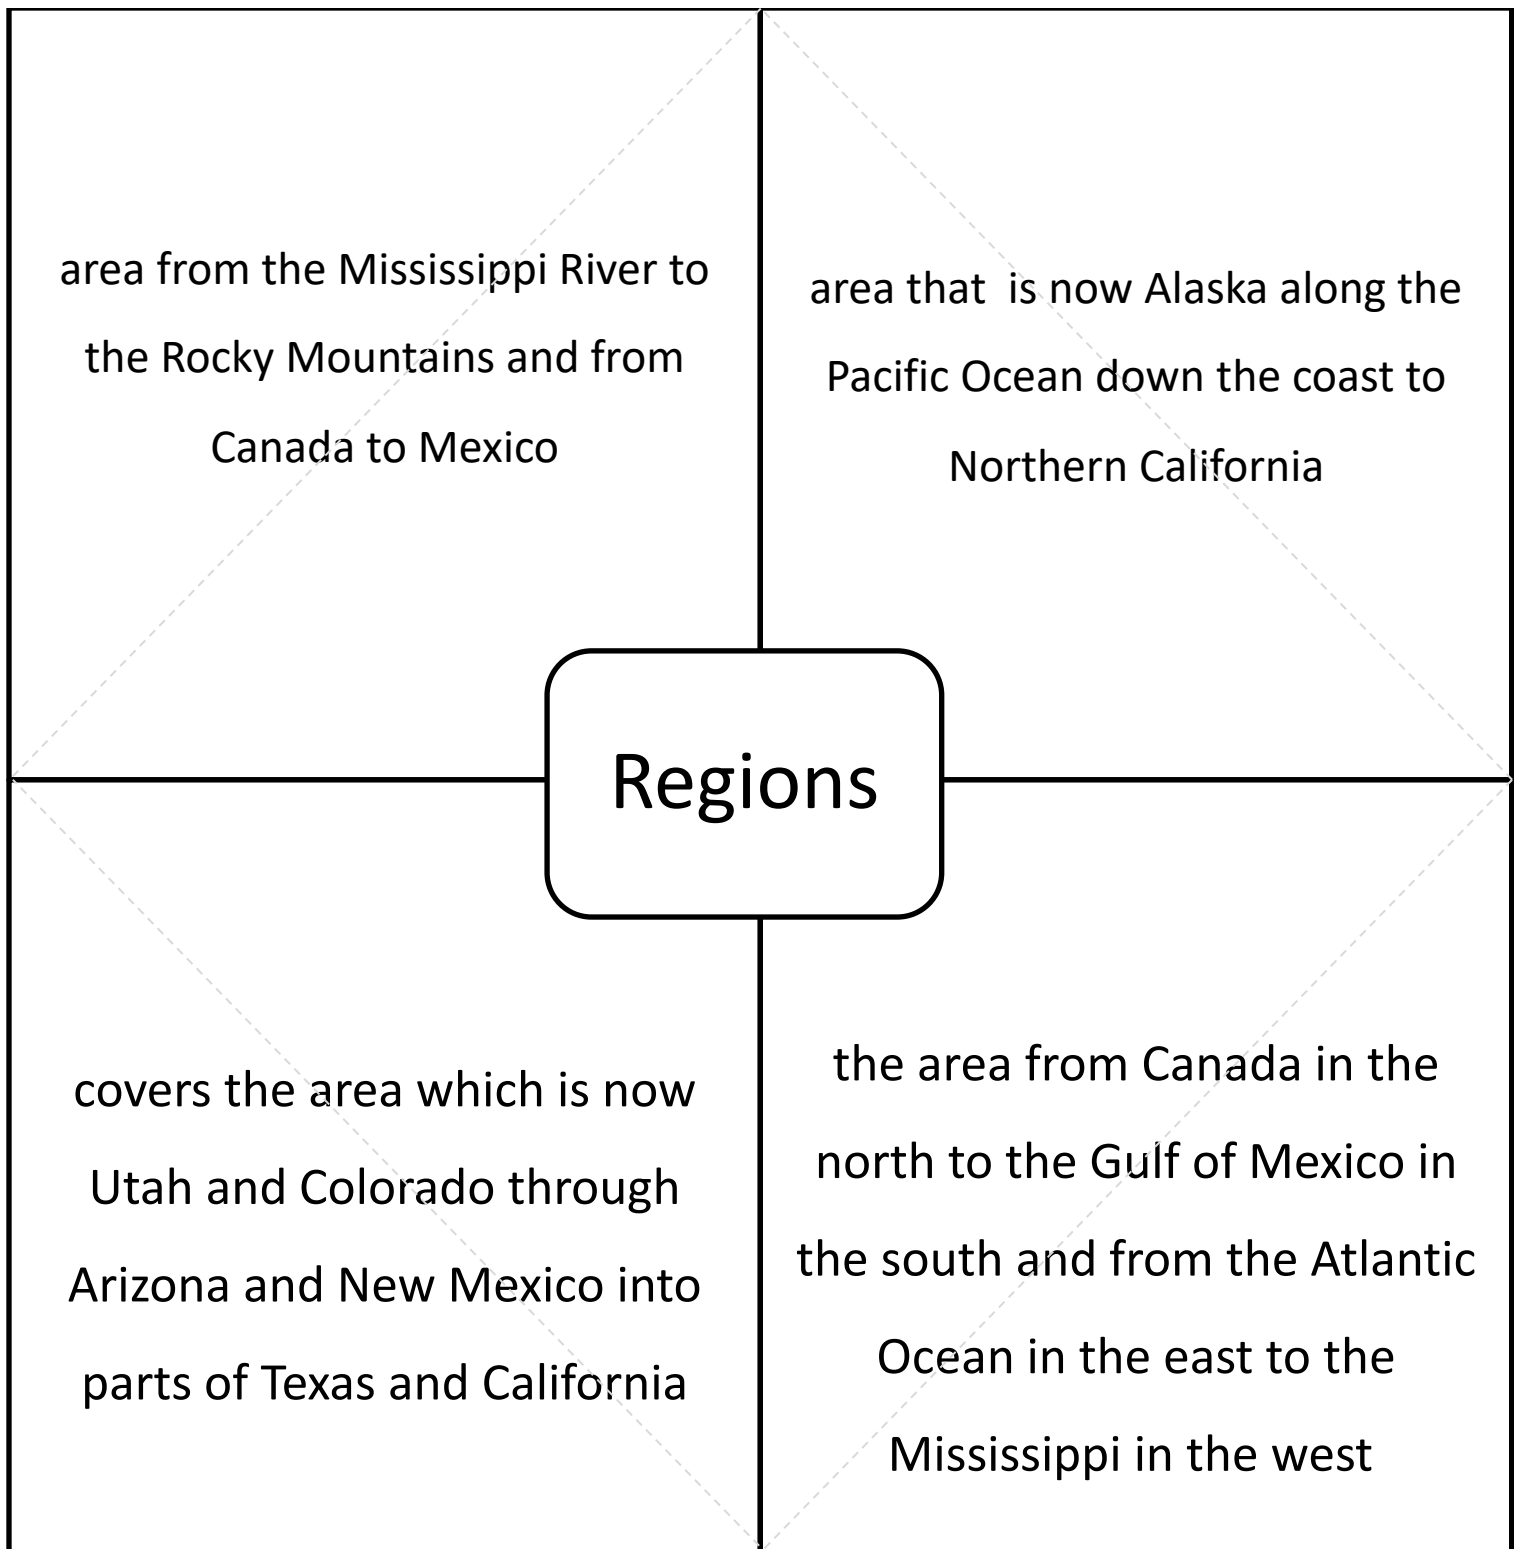 area from the Mississippi River to
the Rocky Mountains and from
Canada to Mexico
area that  is now Alaska along the
Pacific Ocean down the coast to
Northern California
Regions
covers the area which is now
Utah and Colorado through
Arizona and New Mexico into
parts of Texas and California
the area from Canada in the
north to the Gulf of Mexico in
the south and from the Atlantic
Ocean in the east to the
Mississippi in the west